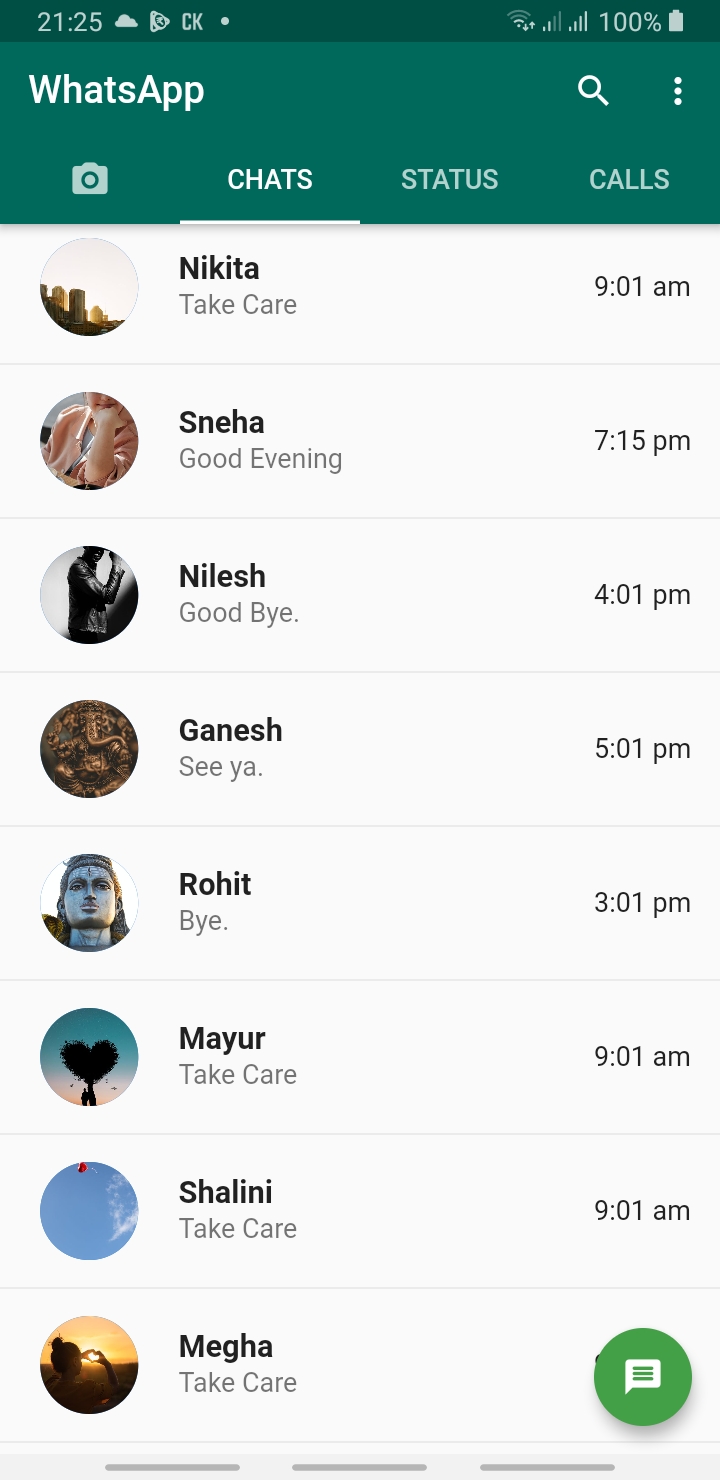 21:25 CK 100%
WhatsApp
CHATS STATUS CALLS
Nikita
Take Care
9:01 am
Sneha
Good Evening
7:15 pm
Nilesh
Good Bye.
4:01 pm
Ganesh
See ya.
5:01 pm
Rohit
Bye.
3:01 pm
Mayur
Take Care
9:01 am
Shalini
Take Care
9:01 am
Megha
Take Care